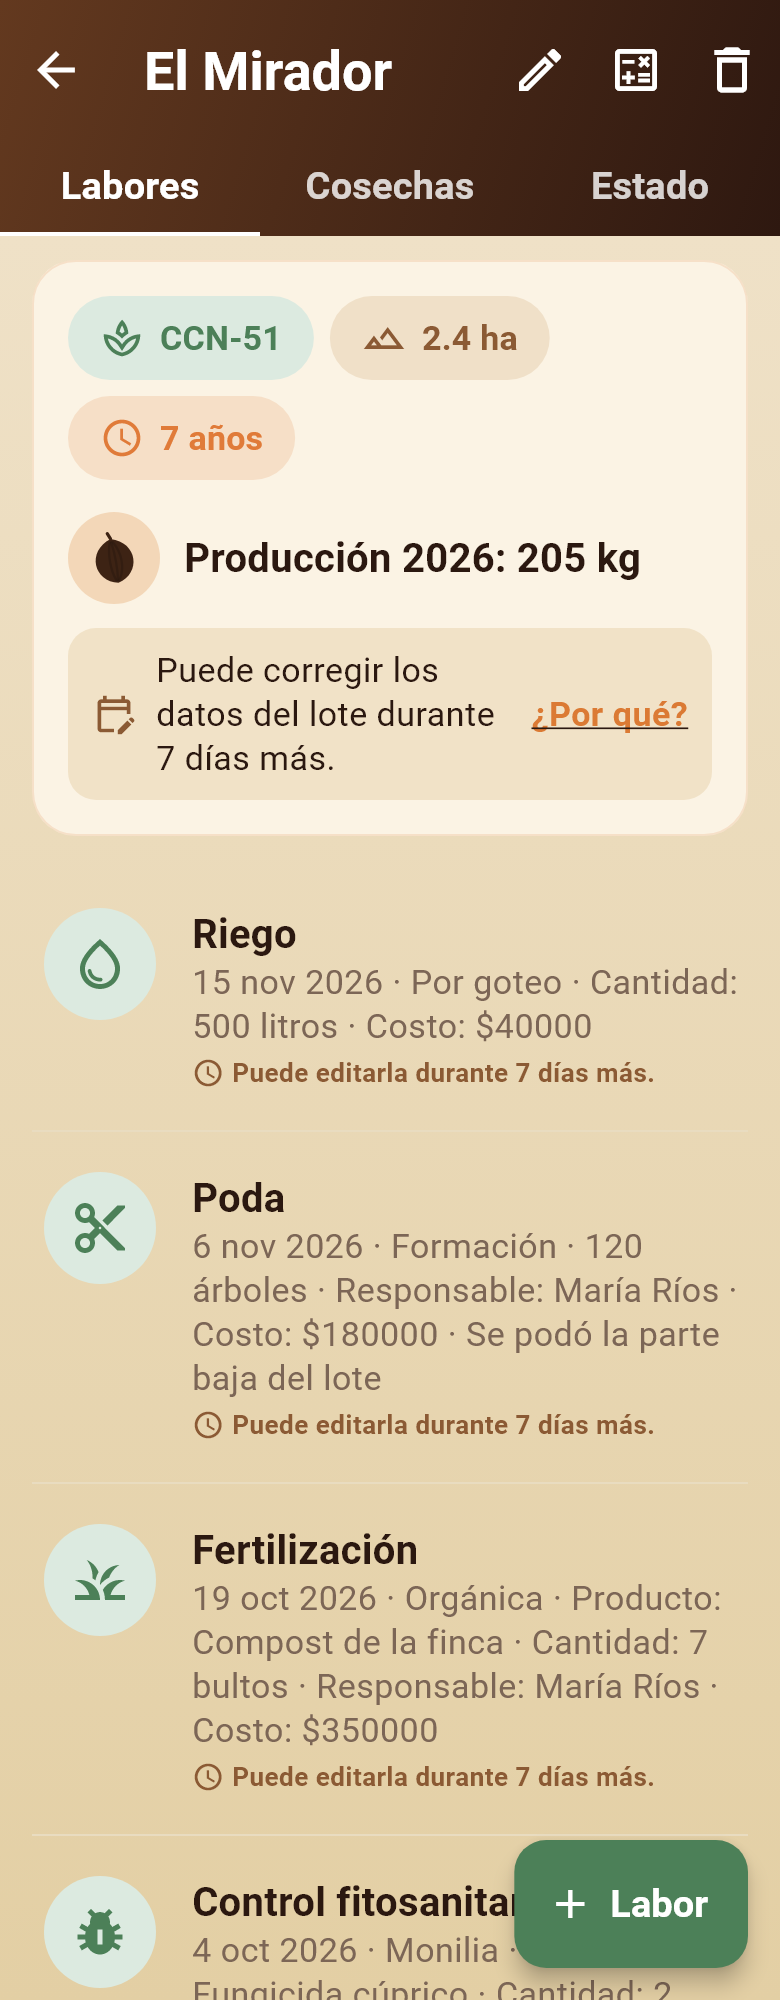 El Mirador
Labores Cosechas Estado
CCN-51 2.4 ha
7 años
Producción 2026: 205 kg
Puede corregir los
datos del lote durante ¿Por qué?
7 días más.
Riego
15 nov 2026 · Por goteo · Cantidad:
500 litros · Costo: $40000
Puede editarla durante 7 días más.
Poda
6 nov 2026 · Formación · 120
árboles · Responsable: María Ríos ·
Costo: $180000 · Se podó la parte
baja del lote
Puede editarla durante 7 días más.
Fertilización
19 oct 2026 · Orgánica · Producto:
Compost de la finca · Cantidad: 7
bultos · Responsable: María Ríos ·
Costo: $350000
Puede editarla durante 7 días más.
Control
+ Labor
4 oct 2026 · Monilia ·
Fungicida cúprico · Cantidad: 2